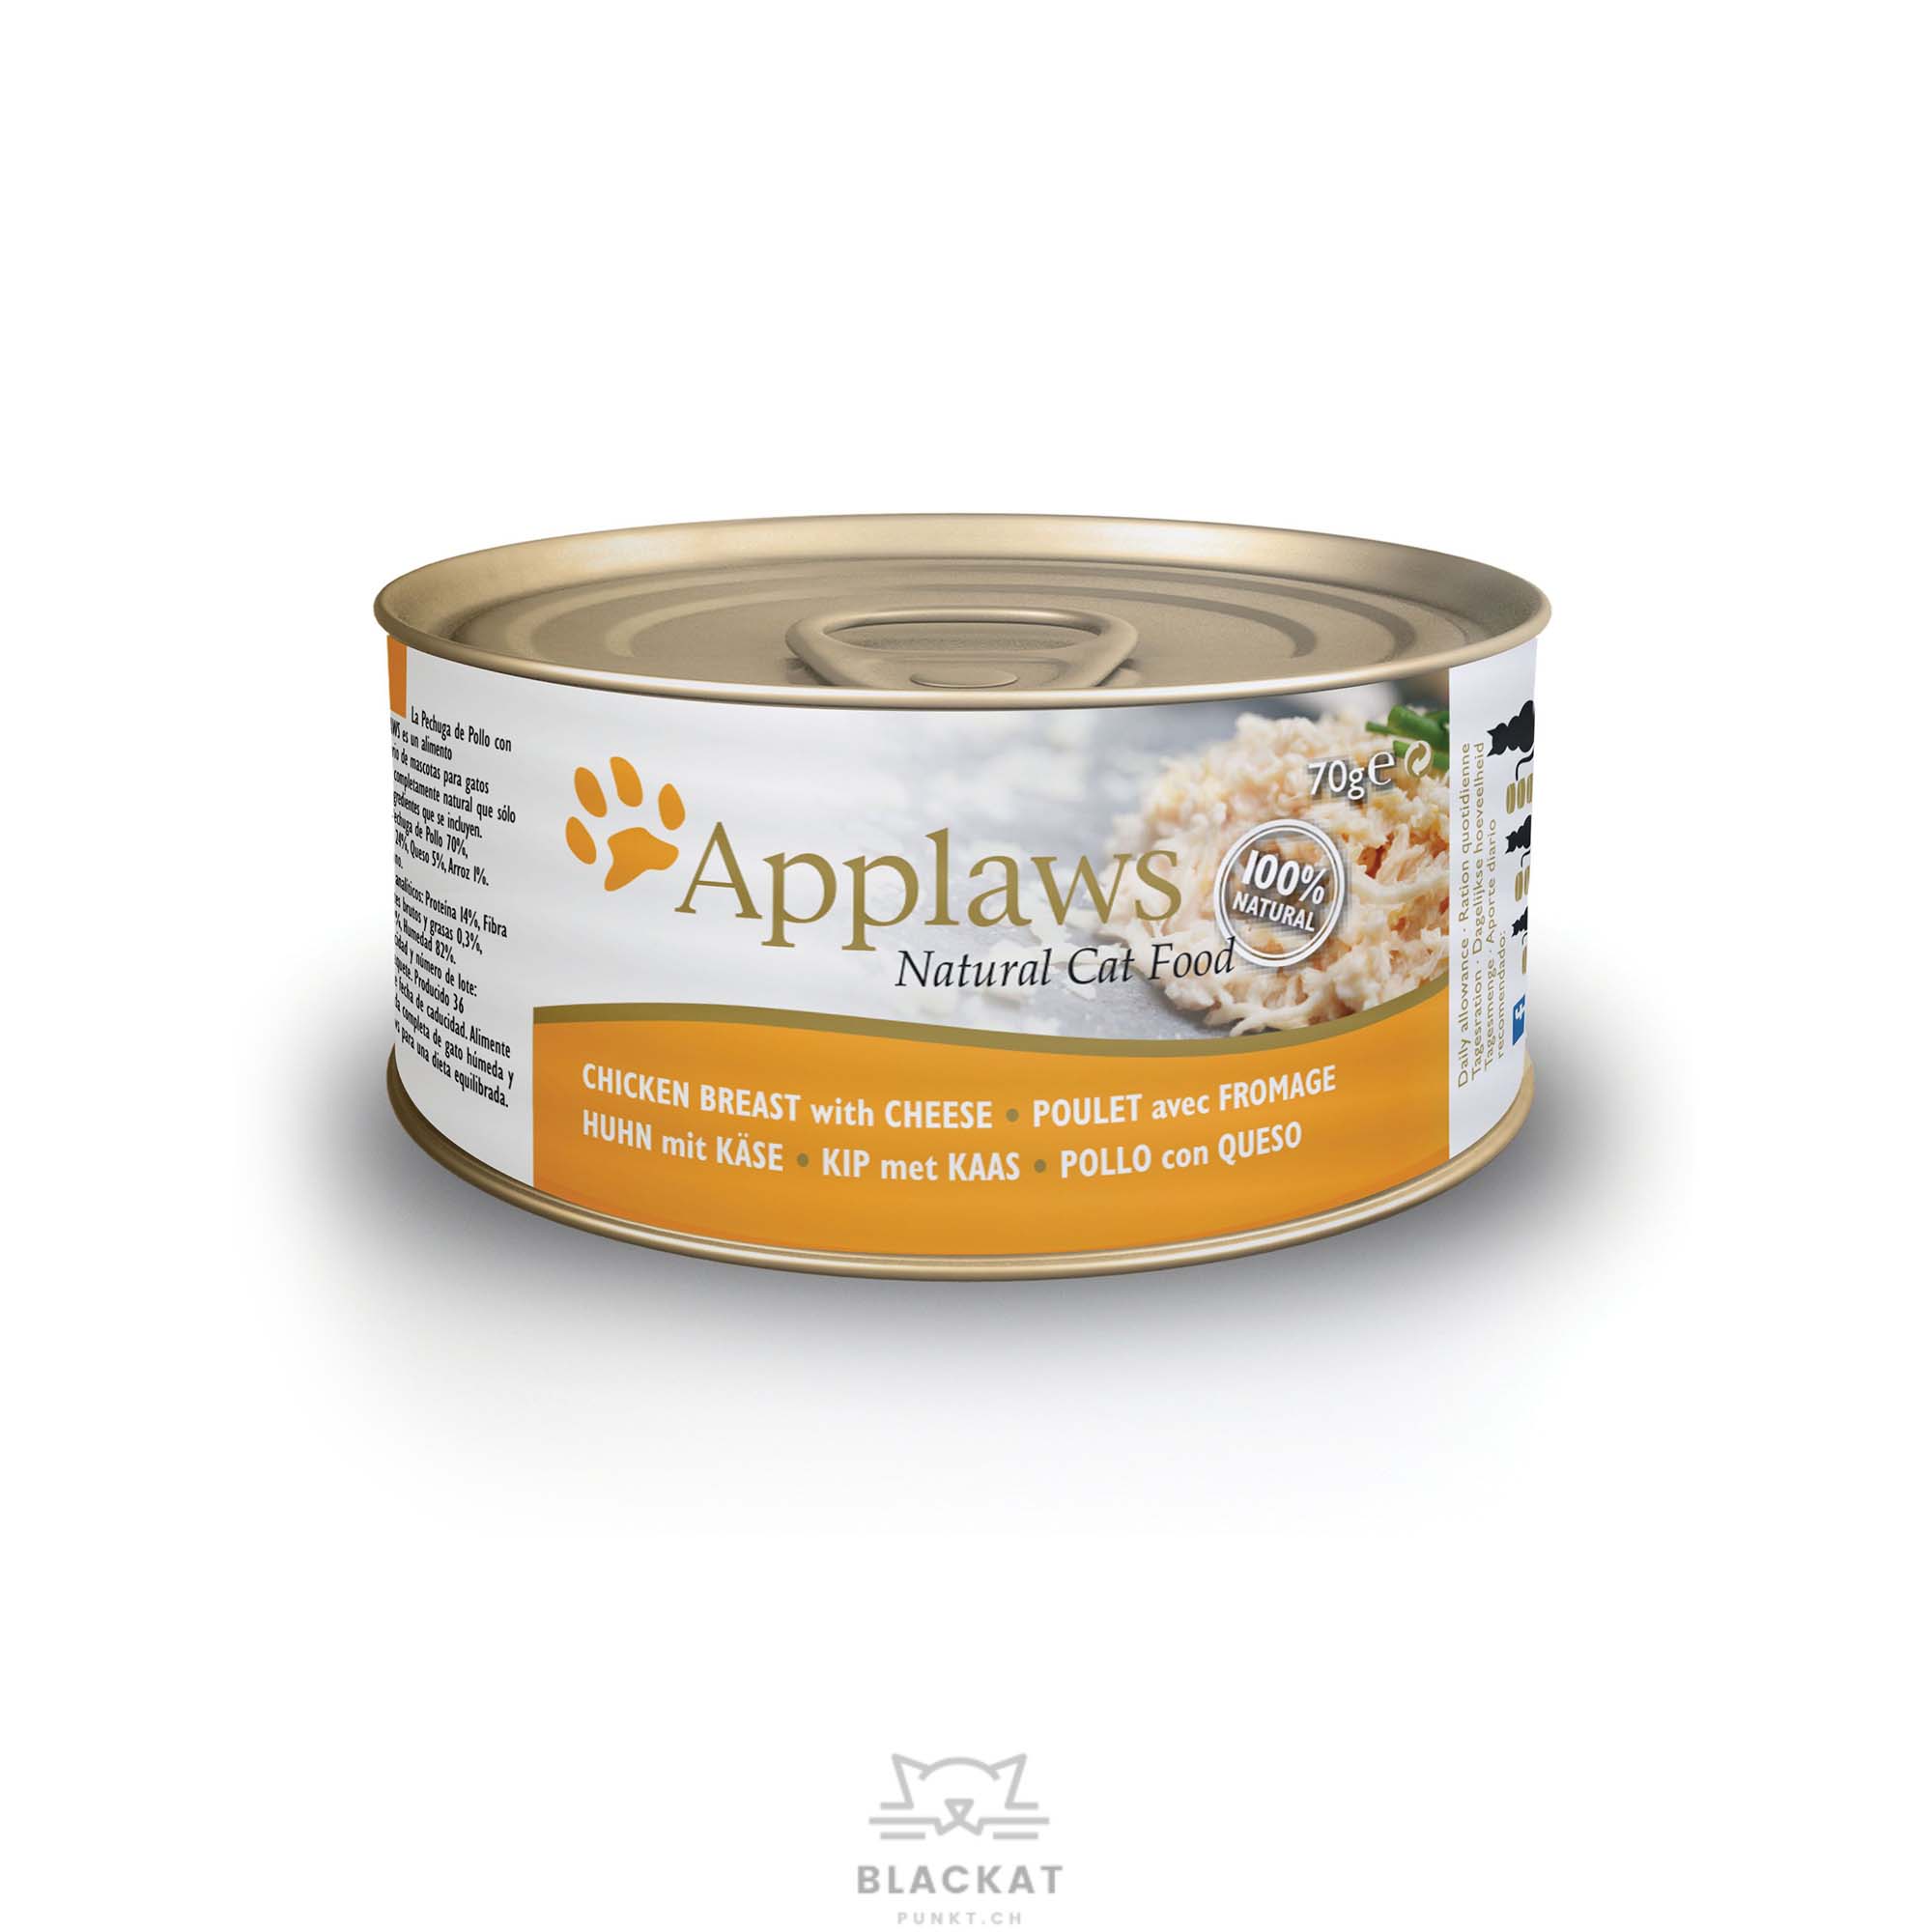 La Pechuga de Pollo con
es un alimento
de mascotas para gatos
completamente natural que sólo
que se incluyen.
de Pollo 70%,
24%, Queso 5%, Arroz 1%.
Proteína 14%, Fibra
brutos y grasas 0,3%,
Humedad 82%.
y número de lote:
Producido 36
fecha de caducidad. Alimente
completa de gato húmeda y
para una dieta equilibrada.
Applaws
Natural Cat Food
70g e
100%
NATURAL
CHICKEN BREAST with CHEESE • POULET avec FROMAGE
HUHN mit KÄSE • KIP met KAAS • POLLO con QUESO
Daily allowance · Ration quotidienne
Tagesration · Dagelijkse hoeveelheid
Tagesmenge · Aporte diario
recomendado:
BLACKAT
PUNKT.CH